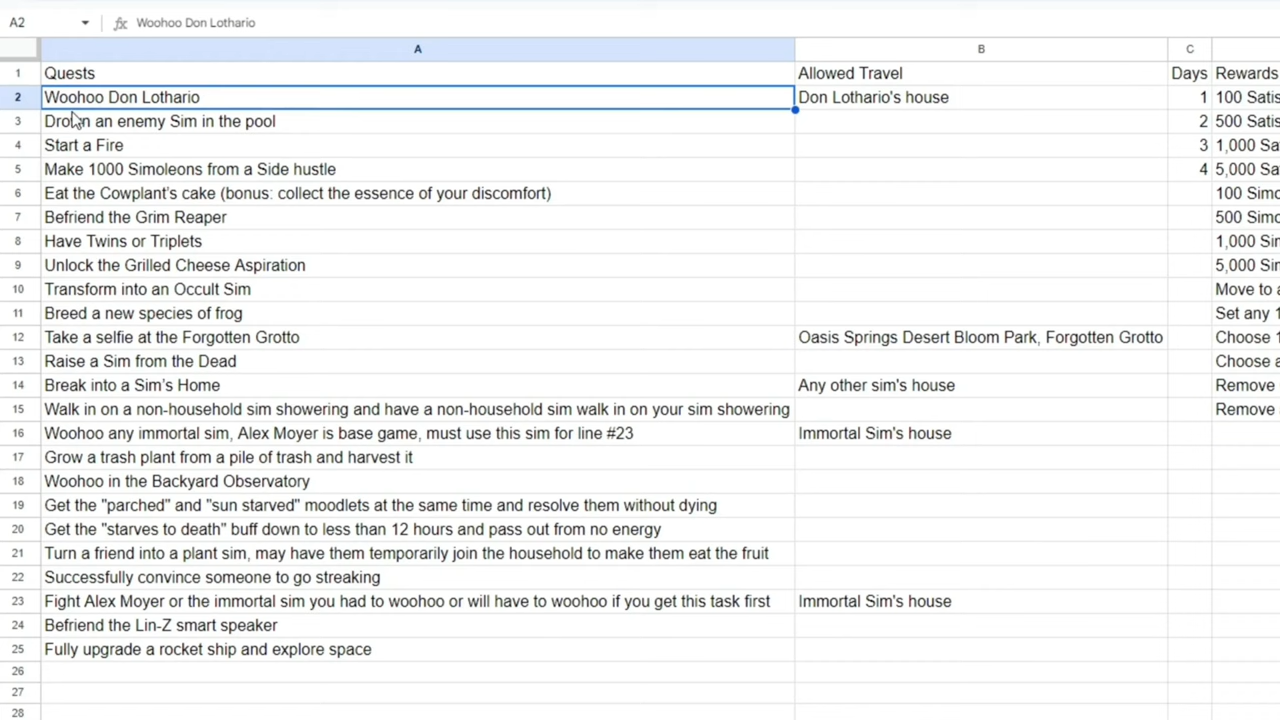 A2 fx Woohoo Don Lothario
A B C
1 Quests Allowed Travel Days Rewards
2 Woohoo Don Lothario Don Lothario's house 1 100 Satis
3 Drown an enemy Sim in the pool 2 500 Satis
4 Start a Fire 3 1,000 Sa
5 Make 1000 Simoleons from a Side hustle 4 5,000 Sa
6 Eat the Cowplant's cake (bonus: collect the essence of your discomfort) 100 Simo
7 Befriend the Grim Reaper 500 Simo
8 Have Twins or Triplets 1,000 Sim
9 Unlock the Grilled Cheese Aspiration 5,000 Sim
10 Transform into an Occult Sim Move to a
11 Breed a new species of frog Set any 1
12 Take a selfie at the Forgotten Grotto Oasis Springs Desert Bloom Park, Forgotten Grotto Choose 1
13 Raise a Sim from the Dead Choose a
14 Break into a Sim's Home Any other sim's house Remove
15 Walk in on a non-household sim showering and have a non-household sim walk in on your sim showering Remove
16 Woohoo any immortal sim, Alex Moyer is base game, must use this sim for line #23 Immortal Sim's house
17 Grow a trash plant from a pile of trash and harvest it
18 Woohoo in the Backyard Observatory
19 Get the "parched" and "sun starved" moodlets at the same time and resolve them without dying
20 Get the "starves to death" buff down to less than 12 hours and pass out from no energy
21 Turn a friend into a plant sim, may have them temporarily join the household to make them eat the fruit
22 Successfully convince someone to go streaking
23 Fight Alex Moyer or the immortal sim you had to woohoo or will have to woohoo if you get this task first Immortal Sim's house
24 Befriend the Lin-Z smart speaker
25 Fully upgrade a rocket ship and explore space
26
27
28